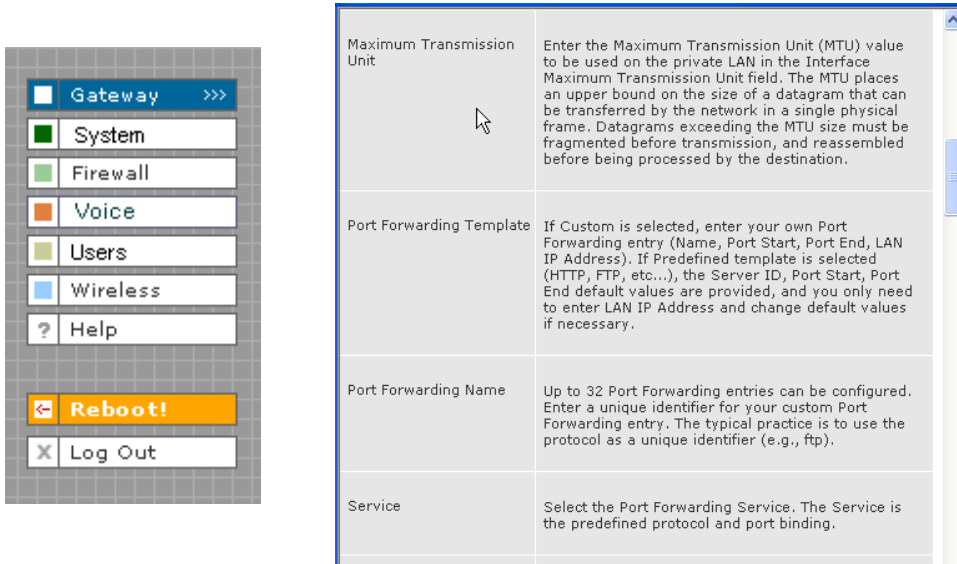 Gateway >>>
System
Firewall
Voice
Users
Wireless
? Help
Reboot!
X Log Out
Maximum Transmission
Unit
Enter the Maximum Transmission Unit (MTU) value
to be used on the private LAN in the Interface
Maximum Transmission Unit field. The MTU places
an upper bound on the size of a datagram that can
be transferred by the network in a single physical
frame. Datagrams exceeding the MTU size must be
fragmented before transmission, and reassembled
before being processed by the destination.
Port Forwarding Template
If Custom is selected, enter your own Port
Forwarding entry (Name, Port Start, Port End, LAN
IP Address). If Predefined template is selected
(HTTP, FTP, etc...), the Server ID, Port Start, Port
End default values are provided, and you only need
to enter LAN IP Address and change default values
if necessary.
Port Forwarding Name
Up to 32 Port Forwarding entries can be configured.
Enter a unique identifier for your custom Port
Forwarding entry. The typical practice is to use the
protocol as a unique identifier (e.g., ftp).
Service
Select the Port Forwarding Service. The Service is
the predefined protocol and port binding.